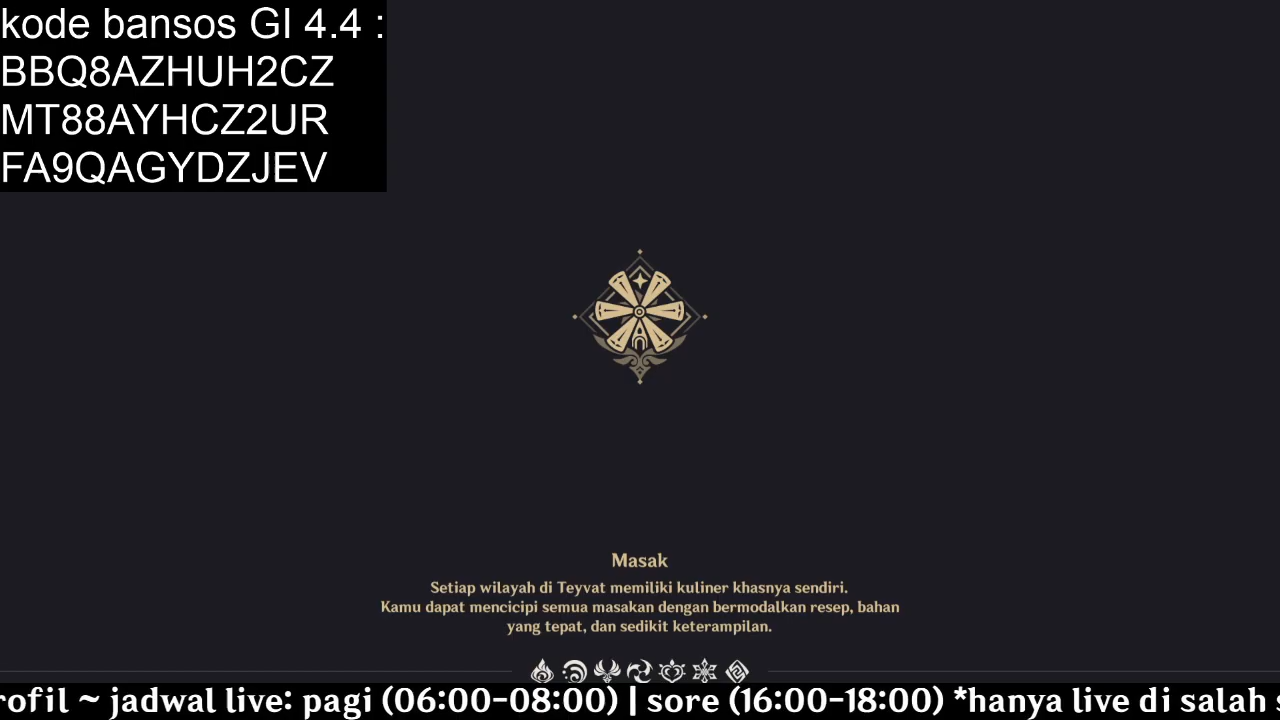 kode bansos GI 4.4 :
BBQ8AZHUH2CZ
MT88AYHCZ2UR
FA9QAGYDZJEV
Masak
Setiap wilayah di Teyvat memiliki kuliner khasnya sendiri.
Kamu dapat mencicipi semua masakan dengan bermodalkan resep, bahan
yang tepat, dan sedikit keterampilan.
rofil ~ jadwal live: pagi (06:00-08:00) | sore (16:00-18:00) *hanya live di salah